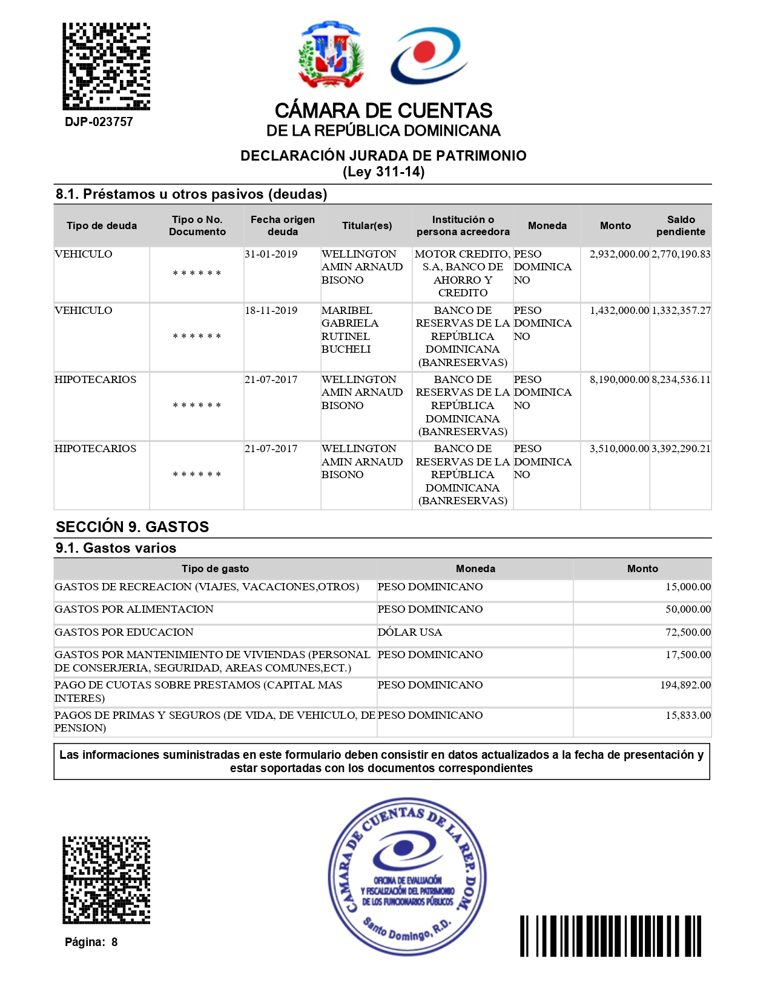 DJP-023757
CÁMARA DE CUENTAS
DE LA REPÚBLICA DOMINICANA
DECLARACIÓN JURADA DE PATRIMONIO
(Ley 311-14)
8.1. Préstamos u otros pasivos (deudas)
Tipo de deuda
Tipo o No.
Documento
Fecha origen
deuda
Titular(es)
Institución o
persona acreedora
Moneda
Monto
Saldo
pendiente
VEHICULO
* * * * * *
31-01-2019
WELLINGTON
AMIN ARNAUD
BISONO
MOTOR CREDITO,
S.A, BANCO DE
AHORRO Y
CREDITO
PESO
DOMINICA
NO
2,932,000.00
2,770,190.83
VEHICULO
* * * * * *
18-11-2019
MARIBEL
GABRIELA
RUTINEL
BUCHELI
BANCO DE
RESERVAS DE LA
REPÚBLICA
DOMINICANA
(BANRESERVAS)
PESO
DOMINICA
NO
1,432,000.00
1,332,357.27
HIPOTECARIOS
* * * * * *
21-07-2017
WELLINGTON
AMIN ARNAUD
BISONO
BANCO DE
RESERVAS DE LA
REPÚBLICA
DOMINICANA
(BANRESERVAS)
PESO
DOMINICA
NO
8,190,000.00
8,234,536.11
HIPOTECARIOS
* * * * * *
21-07-2017
WELLINGTON
AMIN ARNAUD
BISONO
BANCO DE
RESERVAS DE LA
REPÚBLICA
DOMINICANA
(BANRESERVAS)
PESO
DOMINICA
NO
3,510,000.00
3,392,290.21
SECCIÓN 9. GASTOS
9.1. Gastos varios
Tipo de gasto
Moneda
Monto
GASTOS DE RECREACION (VIAJES, VACACIONES,OTROS)
PESO DOMINICANO
15,000.00
GASTOS POR ALIMENTACION
PESO DOMINICANO
50,000.00
GASTOS POR EDUCACION
DÓLAR USA
72,500.00
GASTOS POR MANTENIMIENTO DE VIVIENDAS (PERSONAL
DE CONSERJERIA, SEGURIDAD, AREAS COMUNES,ECT.)
PESO DOMINICANO
17,500.00
PAGO DE CUOTAS SOBRE PRESTAMOS (CAPITAL MAS
INTERES)
PESO DOMINICANO
194,892.00
PAGOS DE PRIMAS Y SEGUROS (DE VIDA, DE VEHICULO, DE
PENSION)
PESO DOMINICANO
15,833.00
Las informaciones suministradas en este formulario deben consistir en datos actualizados a la fecha de presentación y
estar soportadas con los documentos correspondientes
CAMARA DE CUENTAS DE LA REP. DOM.
OFICINA DE EVALUACIÓN
Y FISCALIZACIÓN DEL PATRIMONIO
DE LOS FUNCIONARIOS PÚBLICOS
Santo Domingo, R.D.
Página: 8